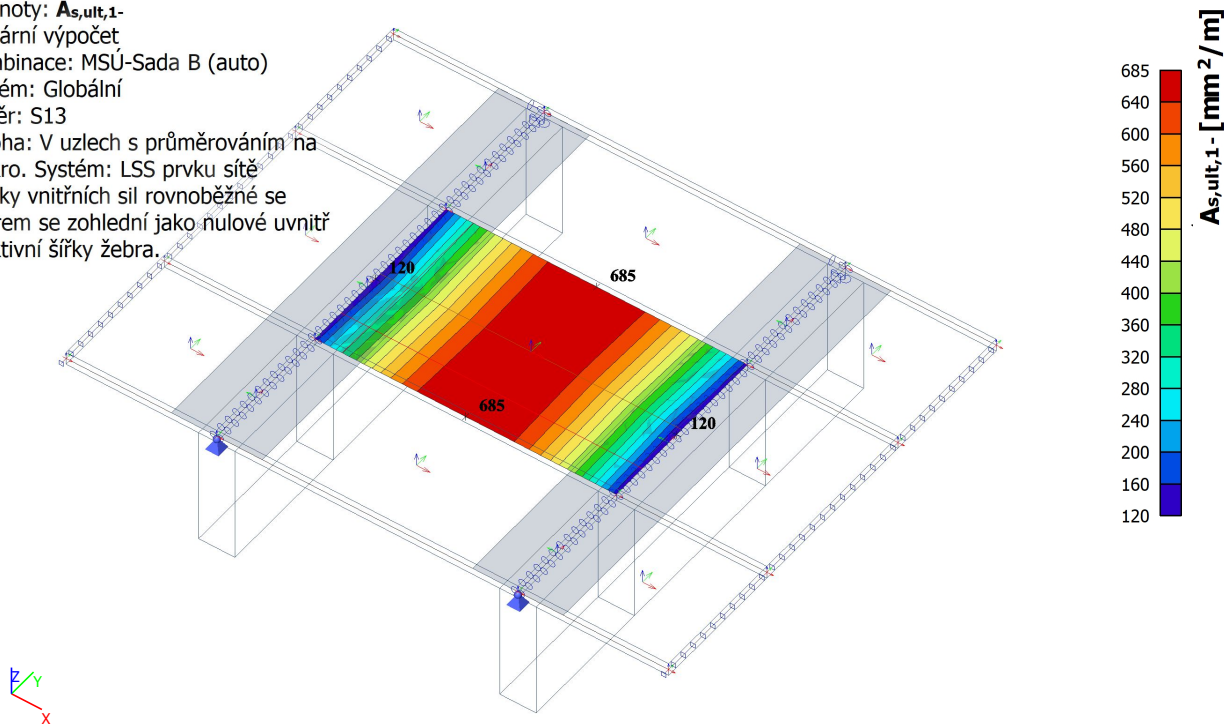 noty: As,ult,1-
ární výpočet
binace: MSÚ-Sada B (auto)
ém: Globální
ěr: S13
ha: V uzlech s průměrováním na
ro. Systém: LSS prvku sítě
ky vnitřních sil rovnoběžné se
rem se zohlední jako nulové uvnitř
ktivní šířky žebra.
120
685
685
120
As,ult,1- [mm²/m]
685
640
600
560
520
480
440
400
360
320
280
240
200
160
120
Z
Y
X